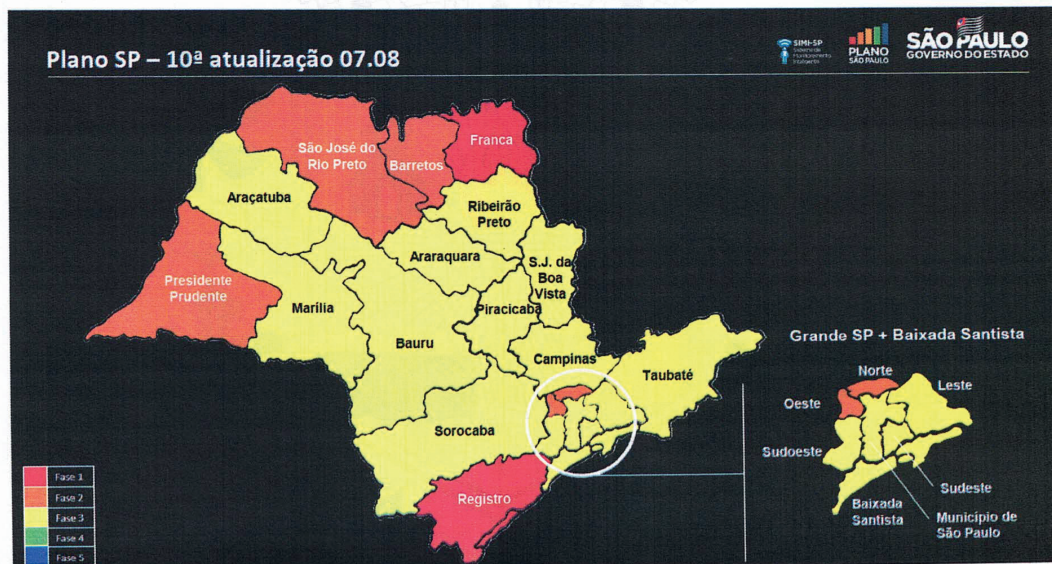 Plano SP – 10ª atualização 07.08
SIMI-SP
PLANO
SÃO PAULO
SÃO PAULO
GOVERNO DO ESTADO
São José do
Rio Preto
Barretos
Franca
Araçatuba
Ribeirão
Preto
Araraquara
S.J. da
Boa
Vista
Presidente
Prudente
Marília
Piracicaba
Bauru
Campinas
Taubaté
Sorocaba
Registro
Grande SP + Baixada Santista
Norte
Leste
Oeste
Sudoeste
Sudeste
Baixada
Santista
Município de
São Paulo
Fase 1
Fase 2
Fase 3
Fase 4
Fase 5